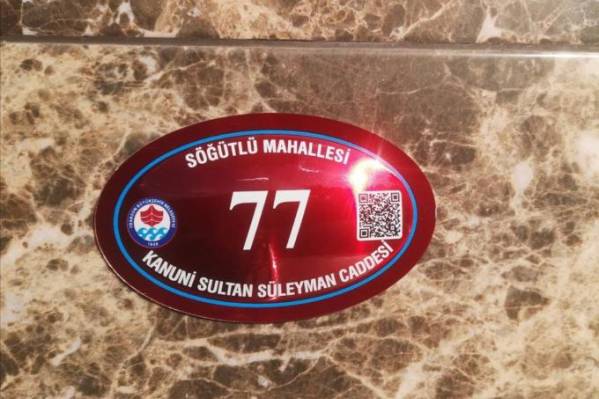 SÖĞÜTLÜ MAHALLESİ
77
KANUNİ SULTAN SÜLEYMAN CADDESİ